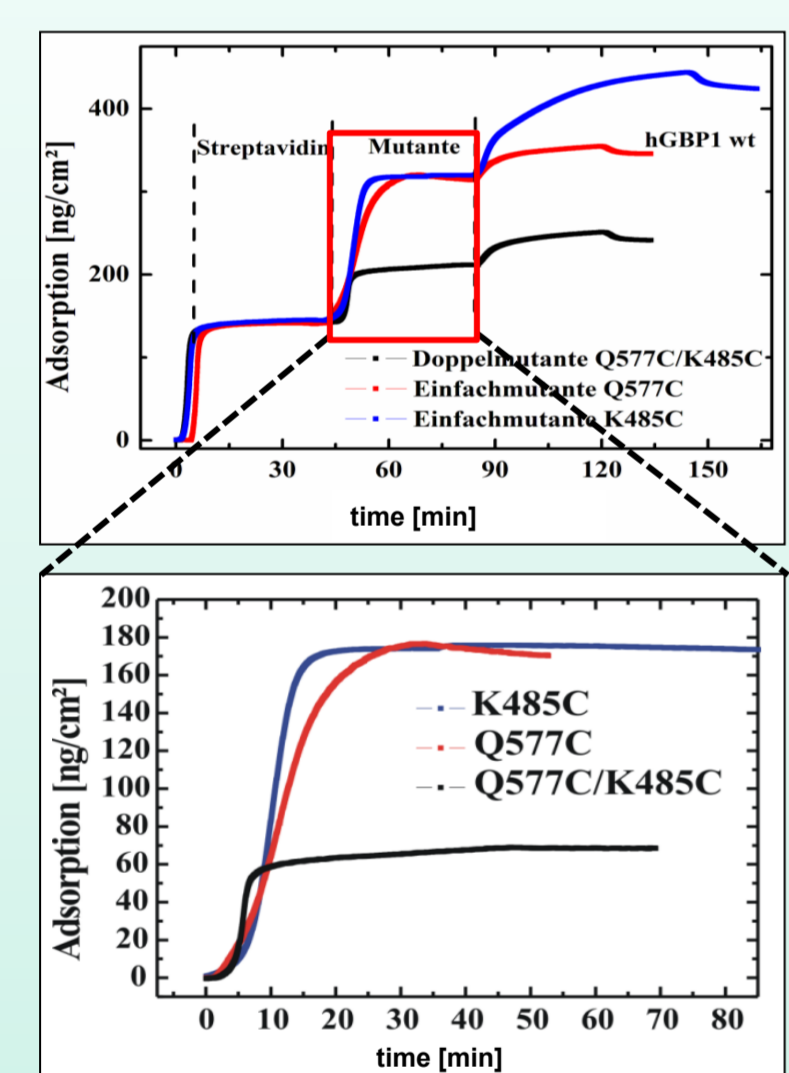 Adsorption [ng/cm²]
400
200
0
Streptavidin
Mutante
hGBP1 wt
Doppelmutante Q577C/K485C
Einfachmutante Q577C
Einfachmutante K485C
0 30 60 90 120 150
time [min]
Adsorption [ng/cm²]
200
180
160
140
120
100
80
60
40
20
0
K485C
Q577C
Q577C/K485C
0 10 20 30 40 50 60 70 80
time [min]